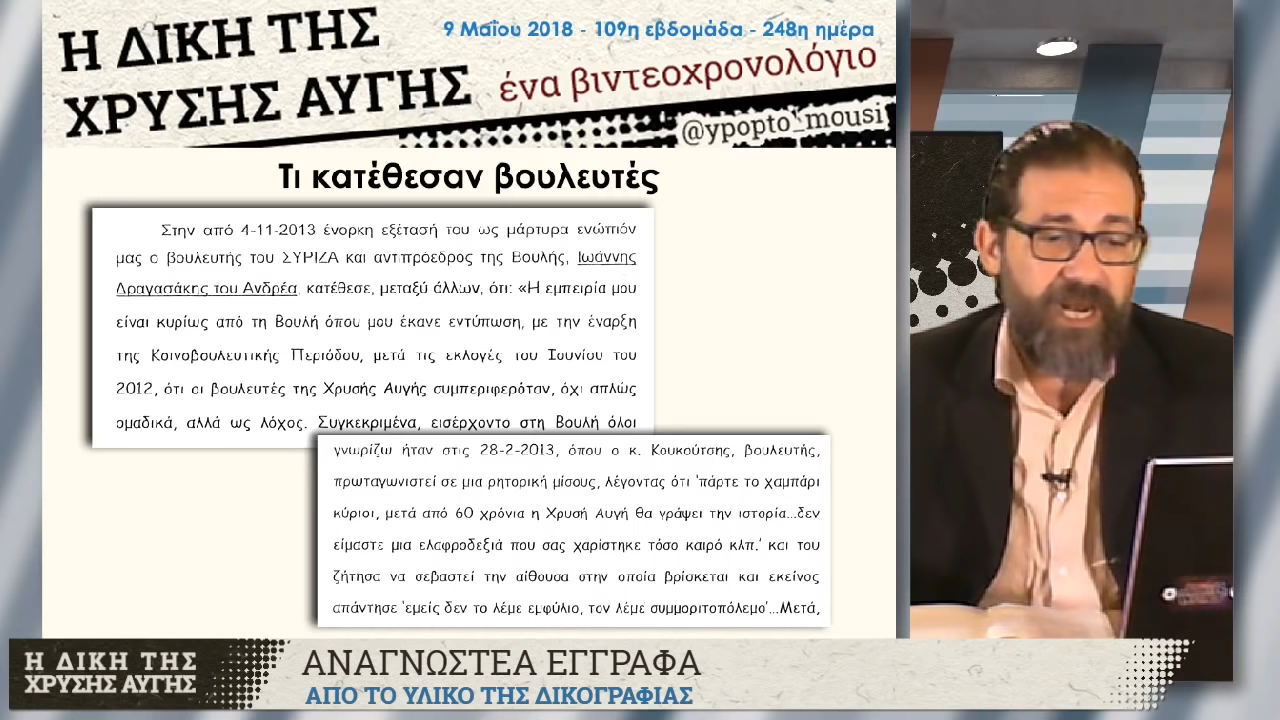 Η ΔΙΚΗ ΤΗΣ
ΧΡΥΣΗΣ ΑΥΓΗΣ
9 Μαΐου 2018 - 109η εβδομάδα - 248η ημέρα
ένα βιντεοχρονολόγιο
@ypopto_mousi
Τι κατέθεσαν βουλευτές
Στην από 4-11-2013 ένορκη εξέτασή του ως μάρτυρα ενώπιόν
μας ο βουλευτής του ΣΥΡΙΖΑ και αντιπρόεδρος της Βουλής, Ιωάννης
Δραγασάκης του Ανδρέα, κατέθεσε, μεταξύ άλλων, ότι: «Η εμπειρία μου
είναι κυρίως από τη Βουλή όπου μου έκανε εντύπωση, με την έναρξη
της Κοινοβουλευτικής Περιόδου, μετά τις εκλογές του Ιουνίου του
2012, ότι οι βουλευτές της Χρυσής Αυγής συμπεριφερόταν, όχι απλώς
ομαδικά, αλλά ως λόχος. Συγκεκριμένα, εισέρχοντο στη Βουλή όλοι
γνωρίζω ήταν στις 28-2-2013, όπου ο κ. Κουκούτσης, βουλευτής,
πρωταγωνιστεί σε μια ρητορική μίσους, λέγοντας ότι 'πάρτε το χαμπάρι
κύριοι, μετά από 60 χρόνια η Χρυσή Αυγή θα γράψει την ιστορία...δεν
είμαστε μια ελαφροδεξιά που σας χαρίστηκε τόσο καιρό κλπ.' και του
ζήτησα να σεβαστεί την αίθουσα στην οποία βρίσκεται και εκείνος
απάντησε 'εμείς δεν το λέμε εμφύλιο, τον λέμε συμμοριτοπόλεμο'...Μετά,
Η ΔΙΚΗ ΤΗΣ
ΧΡΥΣΗΣ ΑΥΓΗΣ
ΑΝΑΓΝΩΣΤΕΑ ΕΓΓΡΑΦΑ
ΑΠΟ ΤΟ ΥΛΙΚΟ ΤΗΣ ΔΙΚΟΓΡΑΦΙΑΣ